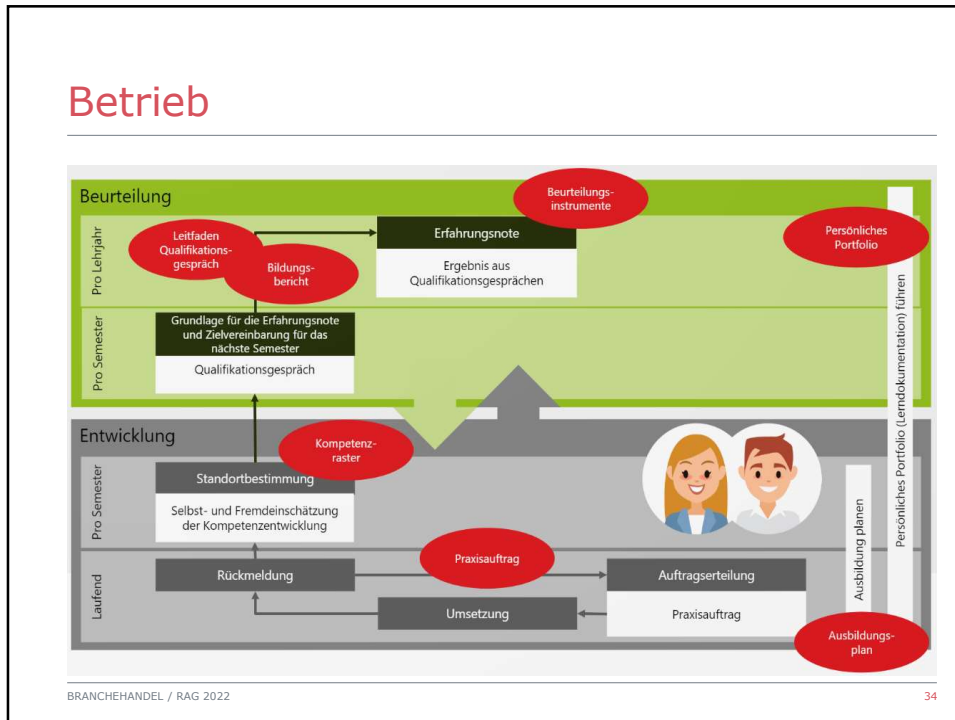 Betrieb
Beurteilung
Pro Lehrjahr
Leitfaden
Qualifikations-
gespräch
Bildungs-
bericht
Beurteilungs-
instrumente
Erfahrungsnote
Ergebnis aus
Qualifikationsgesprächen
Persönliches
Portfolio
Pro Semester
Grundlage für die Erfahrungsnote
und Zielvereinbarung für das
nächste Semester
Qualifikationsgespräch
Entwicklung
Pro Semester
Kompetenz-
raster
Standortbestimmung
Selbst- und Fremdeinschätzung
der Kompetenzentwicklung
Laufend
Rückmeldung
Praxisauftrag
Auftragserteilung
Praxisauftrag
Umsetzung
Ausbildung planen
Persönliches Portfolio (Lerndokumentation) führen
Ausbildungs-
plan
BRANCHEHANDEL / RAG 2022
34